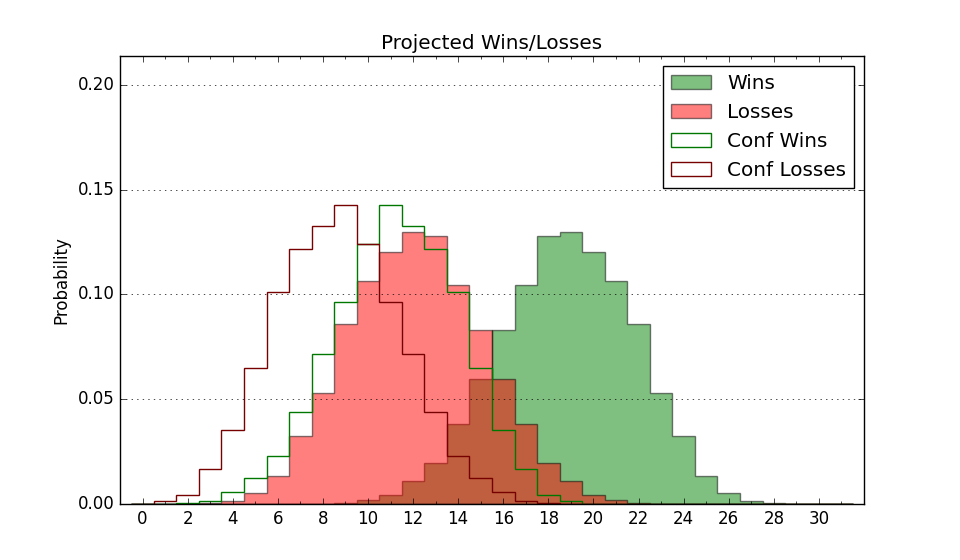 Projected Wins/Losses
Wins
Losses
Conf Wins
Conf Losses
Probability
0.20
0.15
0.10
0.05
0.00
0 2 4 6 8 10 12 14 16 18 20 22 24 26 28 30